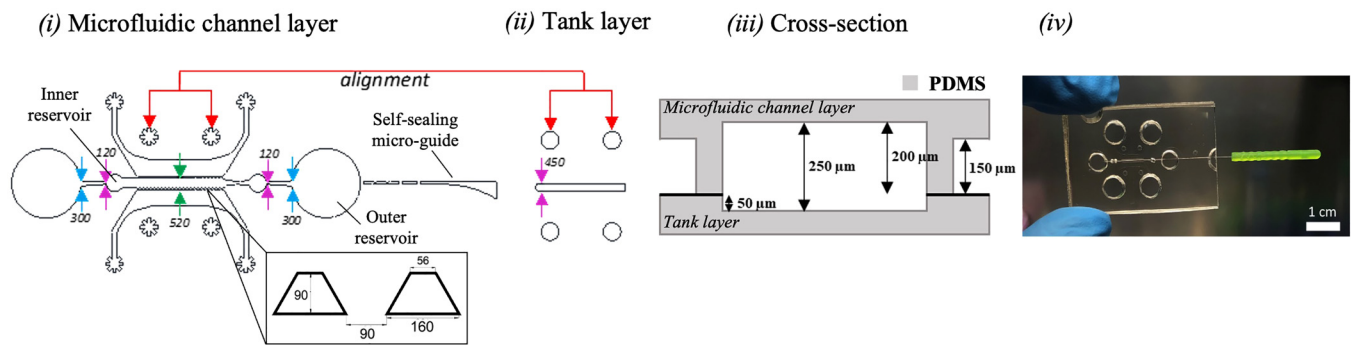 (i) Microfluidic channel layer
(ii) Tank layer
(iii) Cross-section
(iv)
alignment
Inner
reservoir
120
120
300
520
300
Self-sealing
micro-guide
Outer
reservoir
56
90
90
160
450
PDMS
Microfluidic channel layer
250 µm
200 µm
150 µm
50 µm
Tank layer
1 cm